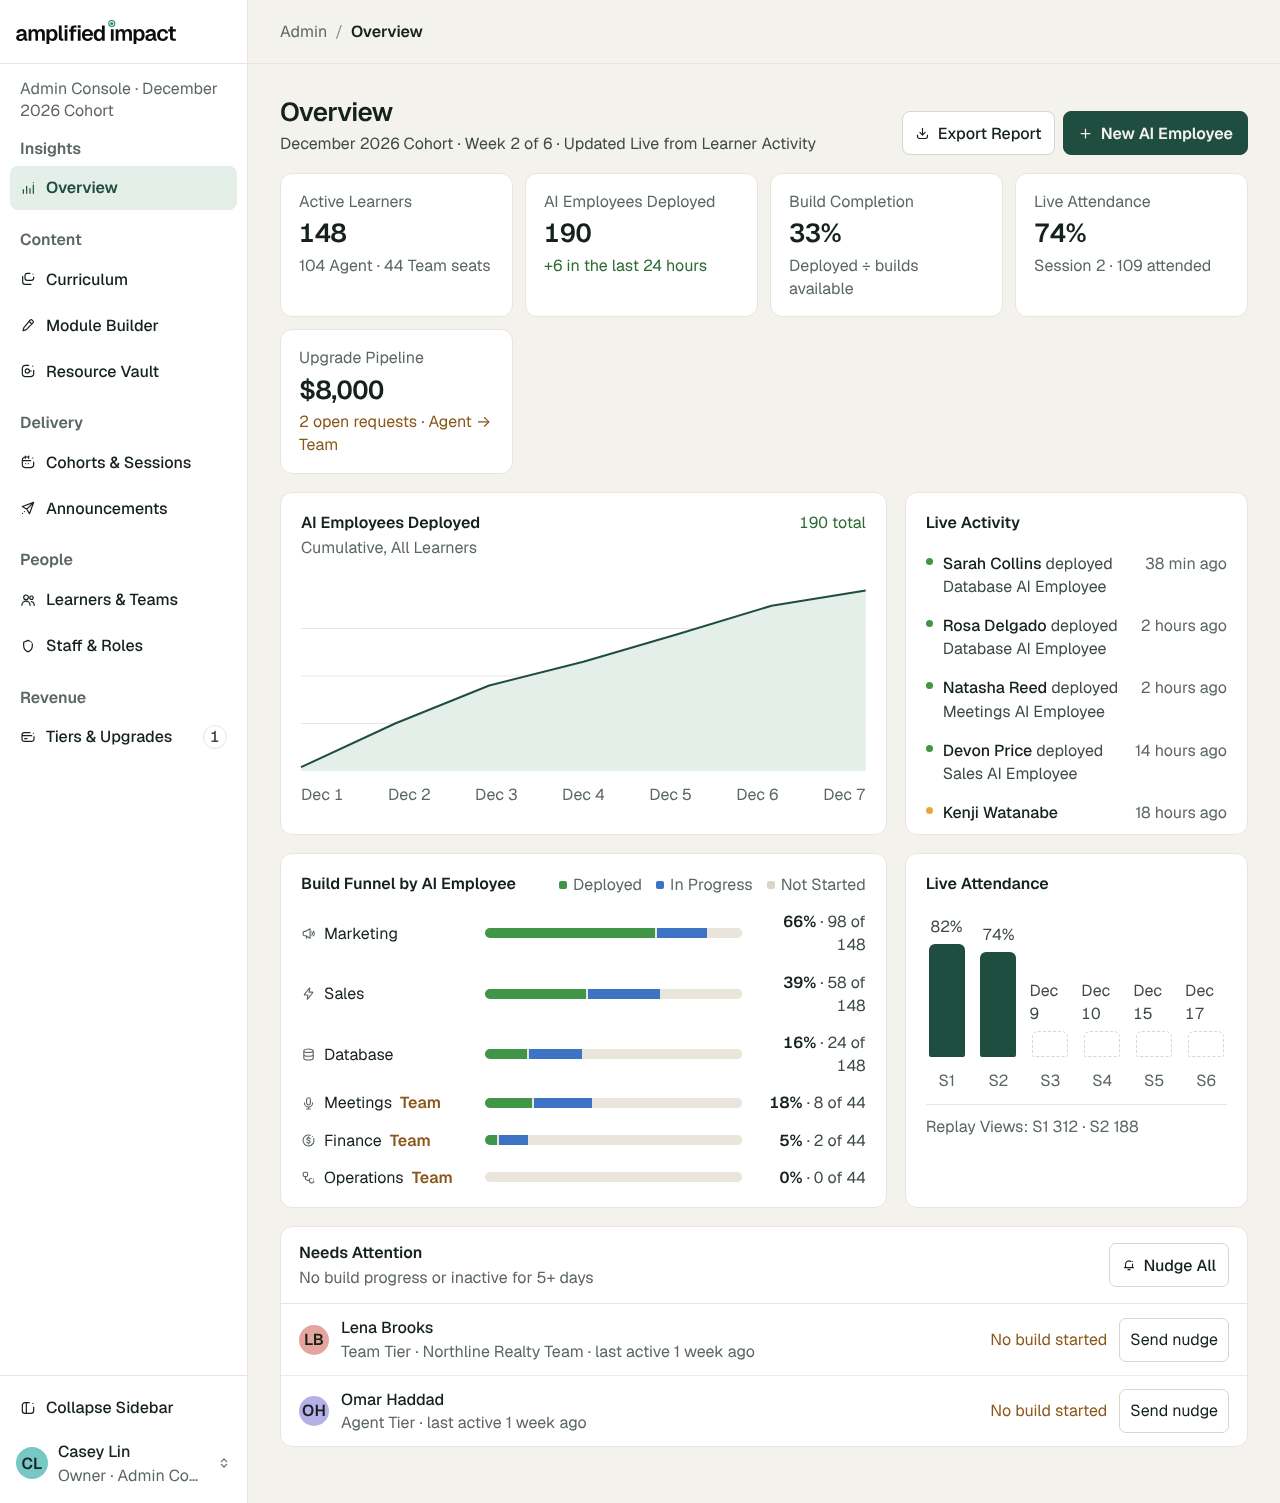 amplified impact
Admin Console · December
2026 Cohort
Insights
Overview
Content
Curriculum
Module Builder
Resource Vault
Delivery
Cohorts & Sessions
Announcements
People
Learners & Teams
Staff & Roles
Revenue
Tiers & Upgrades 1
Collapse Sidebar
CL Casey Lin
Owner · Admin Co...
Admin / Overview
Overview
December 2026 Cohort · Week 2 of 6 · Updated Live from Learner Activity
Export Report
+ New AI Employee
Active Learners
148
104 Agent · 44 Team seats
AI Employees Deployed
190
+6 in the last 24 hours
Build Completion
33%
Deployed ÷ builds
available
Live Attendance
74%
Session 2 · 109 attended
Upgrade Pipeline
$8,000
2 open requests · Agent →
Team
AI Employees Deployed 190 total
Cumulative, All Learners
Dec 1 Dec 2 Dec 3 Dec 4 Dec 5 Dec 6 Dec 7
Live Activity
Sarah Collins deployed 38 min ago
Database AI Employee
Rosa Delgado deployed 2 hours ago
Database AI Employee
Natasha Reed deployed 2 hours ago
Meetings AI Employee
Devon Price deployed 14 hours ago
Sales AI Employee
Kenji Watanabe 18 hours ago
Build Funnel by AI Employee Deployed In Progress Not Started
Marketing 66% · 98 of
148
Sales 39% · 58 of
148
Database 16% · 24 of
148
Meetings Team 18% · 8 of 44
Finance Team 5% · 2 of 44
Operations Team 0% · 0 of 44
Live Attendance
82% 74%
Dec Dec Dec Dec
9 10 15 17
S1 S2 S3 S4 S5 S6
Replay Views: S1 312 · S2 188
Needs Attention
No build progress or inactive for 5+ days
Nudge All
LB Lena Brooks
Team Tier · Northline Realty Team · last active 1 week ago
No build started Send nudge
OH Omar Haddad
Agent Tier · last active 1 week ago
No build started Send nudge